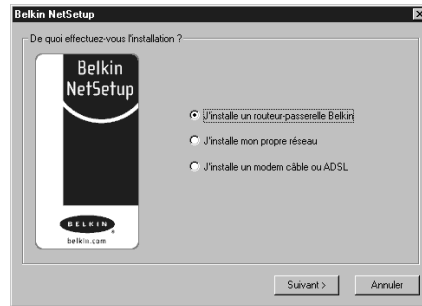 Belkin NetSetup
De quoi effectuez-vous l'installation ?
Belkin
NetSetup
BELKIN
belkin.com
J'installe un routeur-passerelle Belkin
J'installe mon propre réseau
J'installe un modem câble ou ADSL
Suivant >
Annuler